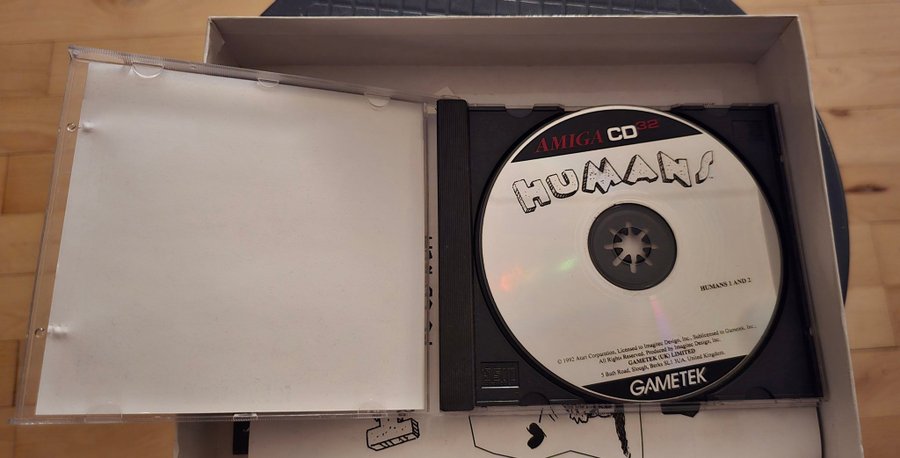 AMIGA CD32
HUMANS
HUMANS 1 AND 2
© 1992 Atari Corporation, Licensed to Imagitec Design, Inc., Sublicensed to Gametek, Inc.,
All Rights Reserved. Produced by Imagitec Design, Inc.
GAMETEK (UK) LIMITED
5 Bath Road, Slough, Berks SL1 3UA. United Kingdom.
GAMETEK